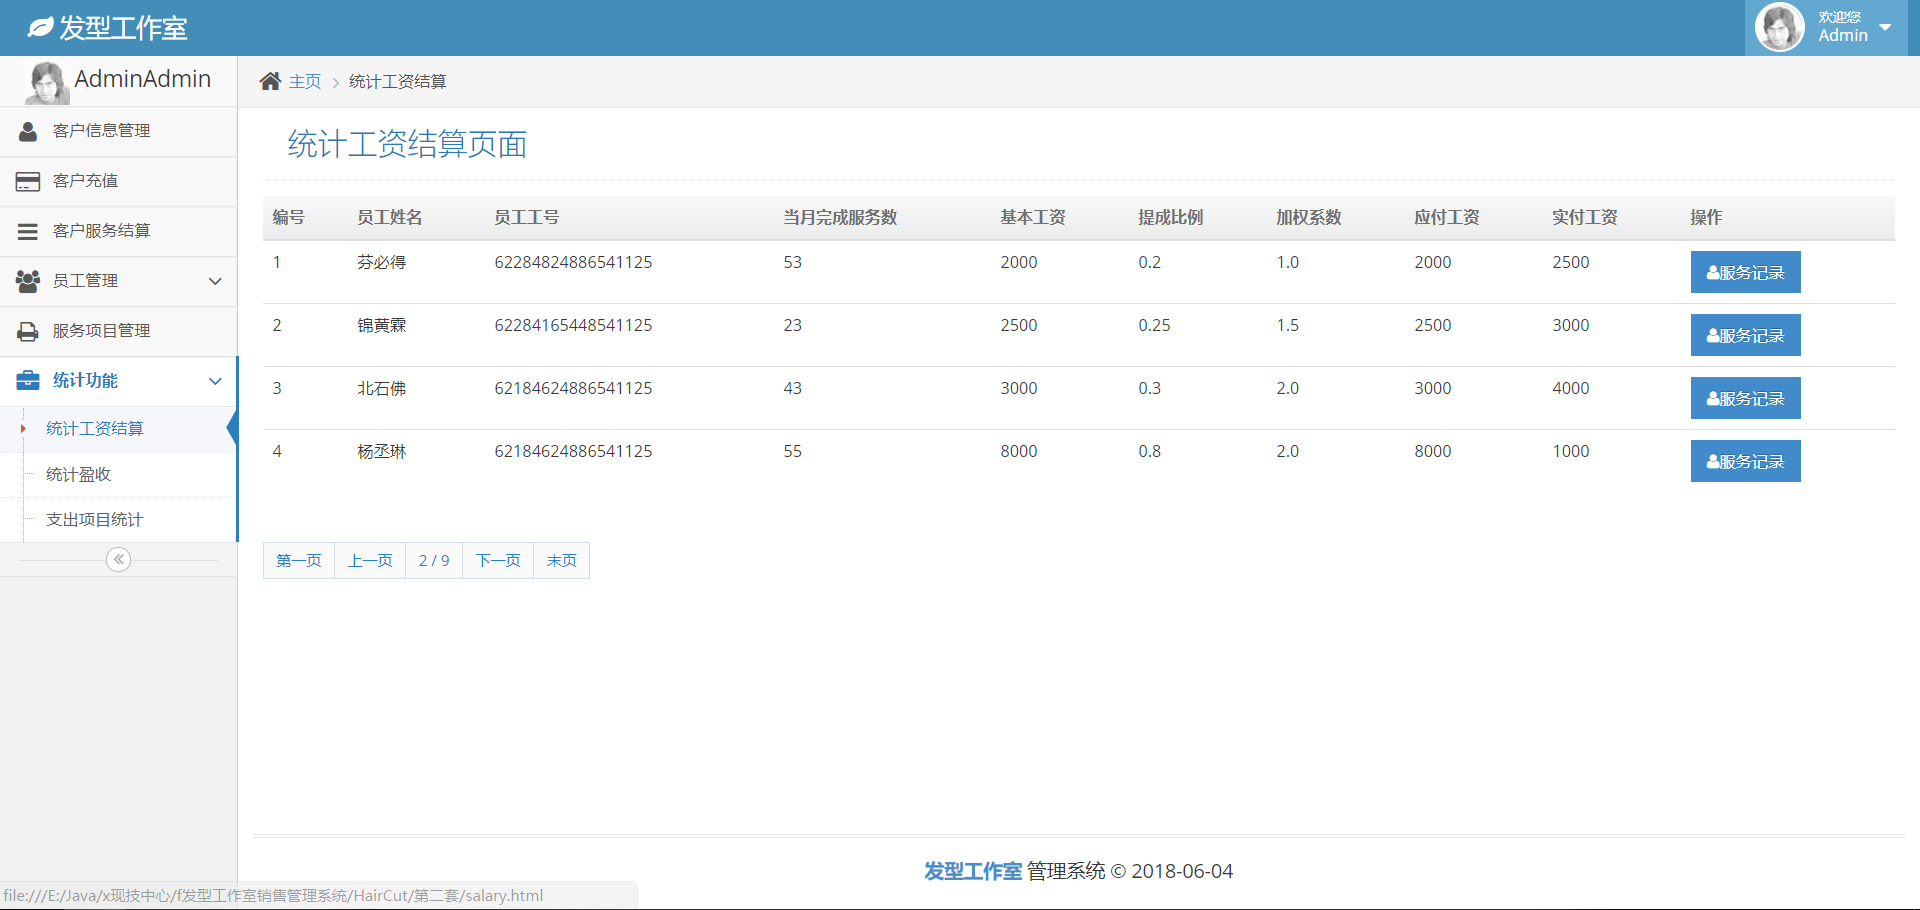 发型工作室
欢迎您
Admin
AdminAdmin
主页 > 统计工资结算
客户信息管理
客户充值
客户服务结算
员工管理
服务项目管理
统计功能
统计工资结算
统计盈收
支出项目统计
统计工资结算页面
编号 员工姓名 员工工号 当月完成服务数 基本工资 提成比例 加权系数 应付工资 实付工资 操作
1 芬必得 62284824886541125 53 2000 0.2 1.0 2000 2500 服务记录
2 锦黄霖 62284165448541125 23 2500 0.25 1.5 2500 3000 服务记录
3 北石佛 62184624886541125 43 3000 0.3 2.0 3000 4000 服务记录
4 杨丞琳 62184624886541125 55 8000 0.8 2.0 8000 1000 服务记录
第一页 上一页 2 / 9 下一页 末页
发型工作室 管理系统 © 2018-06-04
file:///E:/Java/x现技中心/f发型工作室销售管理系统/HairCut/第二套/salary.html